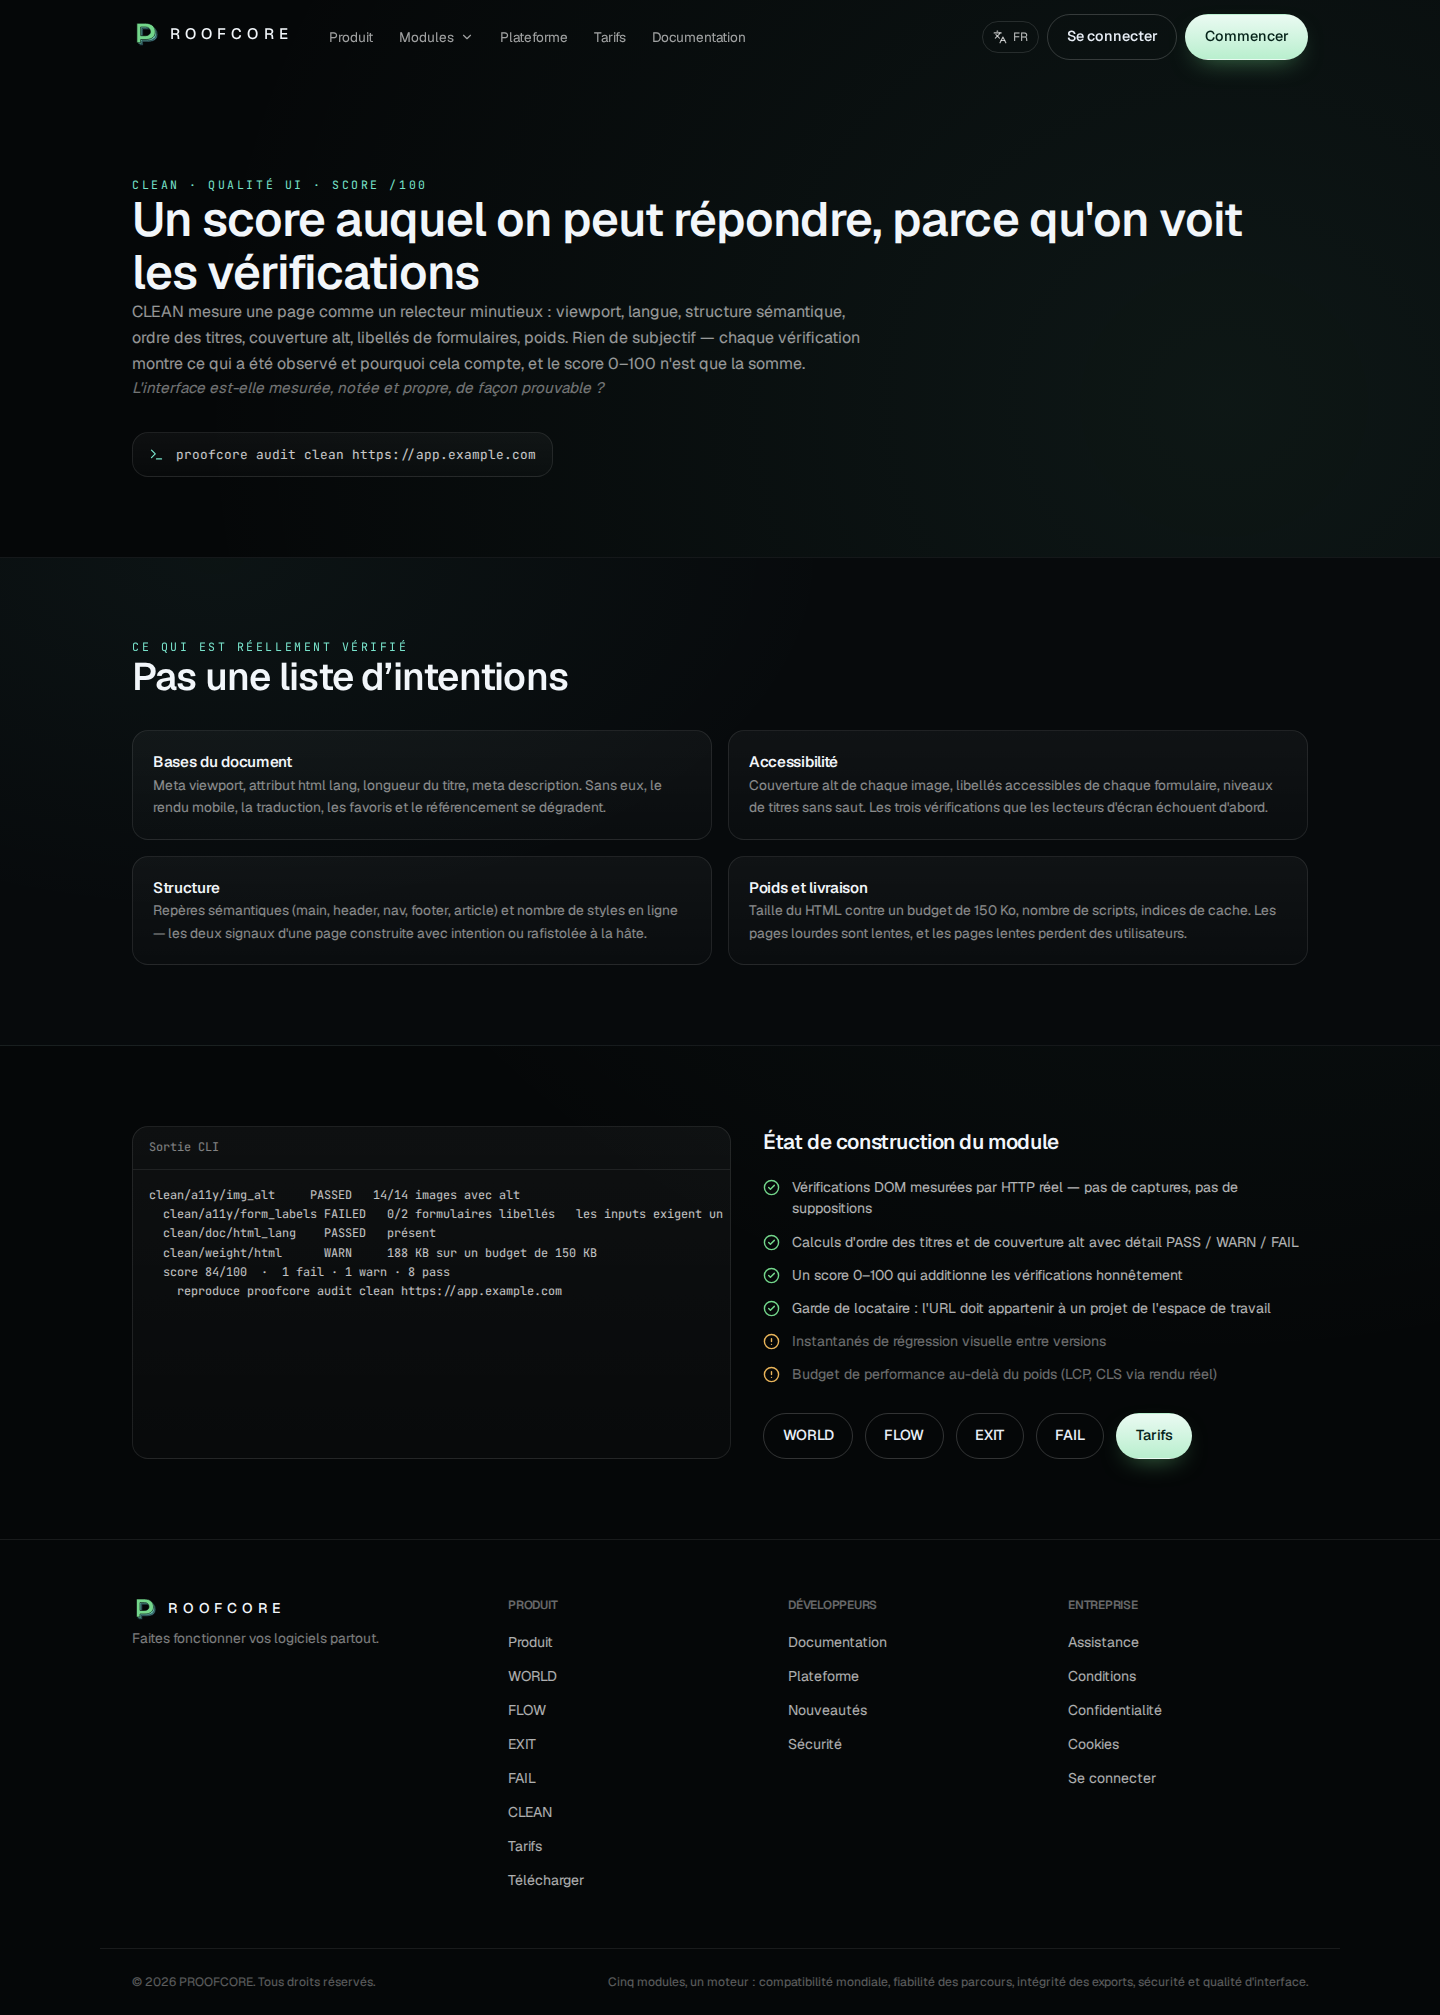 ROOFCORE
Produit
Modules
Plateforme
Tarifs
Documentation
FR
Se connecter
Commencer
CLEAN · QUALITÉ UI · SCORE /100
Un score auquel on peut répondre, parce qu'on voit
les vérifications
CLEAN mesure une page comme un relecteur minutieux : viewport, langue, structure sémantique,
ordre des titres, couverture alt, libellés de formulaires, poids. Rien de subjectif — chaque vérification
montre ce qui a été observé et pourquoi cela compte, et le score 0–100 n'est que la somme.
L'interface est-elle mesurée, notée et propre, de façon prouvable ?
proofcore audit clean https://app.example.com
CE QUI EST RÉELLEMENT VÉRIFIÉ
Pas une liste d’intentions
Bases du document
Meta viewport, attribut html lang, longueur du titre, meta description. Sans eux, le
rendu mobile, la traduction, les favoris et le référencement se dégradent.
Accessibilité
Couverture alt de chaque image, libellés accessibles de chaque formulaire, niveaux
de titres sans saut. Les trois vérifications que les lecteurs d'écran échouent d'abord.
Structure
Repères sémantiques (main, header, nav, footer, article) et nombre de styles en ligne
— les deux signaux d'une page construite avec intention ou rafistolée à la hâte.
Poids et livraison
Taille du HTML contre un budget de 150 Ko, nombre de scripts, indices de cache. Les
pages lourdes sont lentes, et les pages lentes perdent des utilisateurs.
Sortie CLI
clean/a11y/img_alt PASSED 14/14 images avec alt
clean/a11y/form_labels FAILED 0/2 formulaires libellés les inputs exigent un
clean/doc/html_lang PASSED présent
clean/weight/html WARN 188 KB sur un budget de 150 KB
score 84/100 · 1 fail · 1 warn · 8 pass
reproduce proofcore audit clean https://app.example.com
État de construction du module
Vérifications DOM mesurées par HTTP réel — pas de captures, pas de
suppositions
Calculs d'ordre des titres et de couverture alt avec détail PASS / WARN / FAIL
Un score 0–100 qui additionne les vérifications honnêtement
Garde de locataire : l'URL doit appartenir à un projet de l'espace de travail
Instantanés de régression visuelle entre versions
Budget de performance au-delà du poids (LCP, CLS via rendu réel)
WORLD
FLOW
EXIT
FAIL
Tarifs
ROOFCORE
Faites fonctionner vos logiciels partout.
PRODUIT
Produit
WORLD
FLOW
EXIT
FAIL
CLEAN
Tarifs
Télécharger
DÉVELOPPEURS
Documentation
Plateforme
Nouveautés
Sécurité
ENTREPRISE
Assistance
Conditions
Confidentialité
Cookies
Se connecter
© 2026 PROOFCORE. Tous droits réservés.
Cinq modules, un moteur : compatibilité mondiale, fiabilité des parcours, intégrité des exports, sécurité et qualité d'interface.